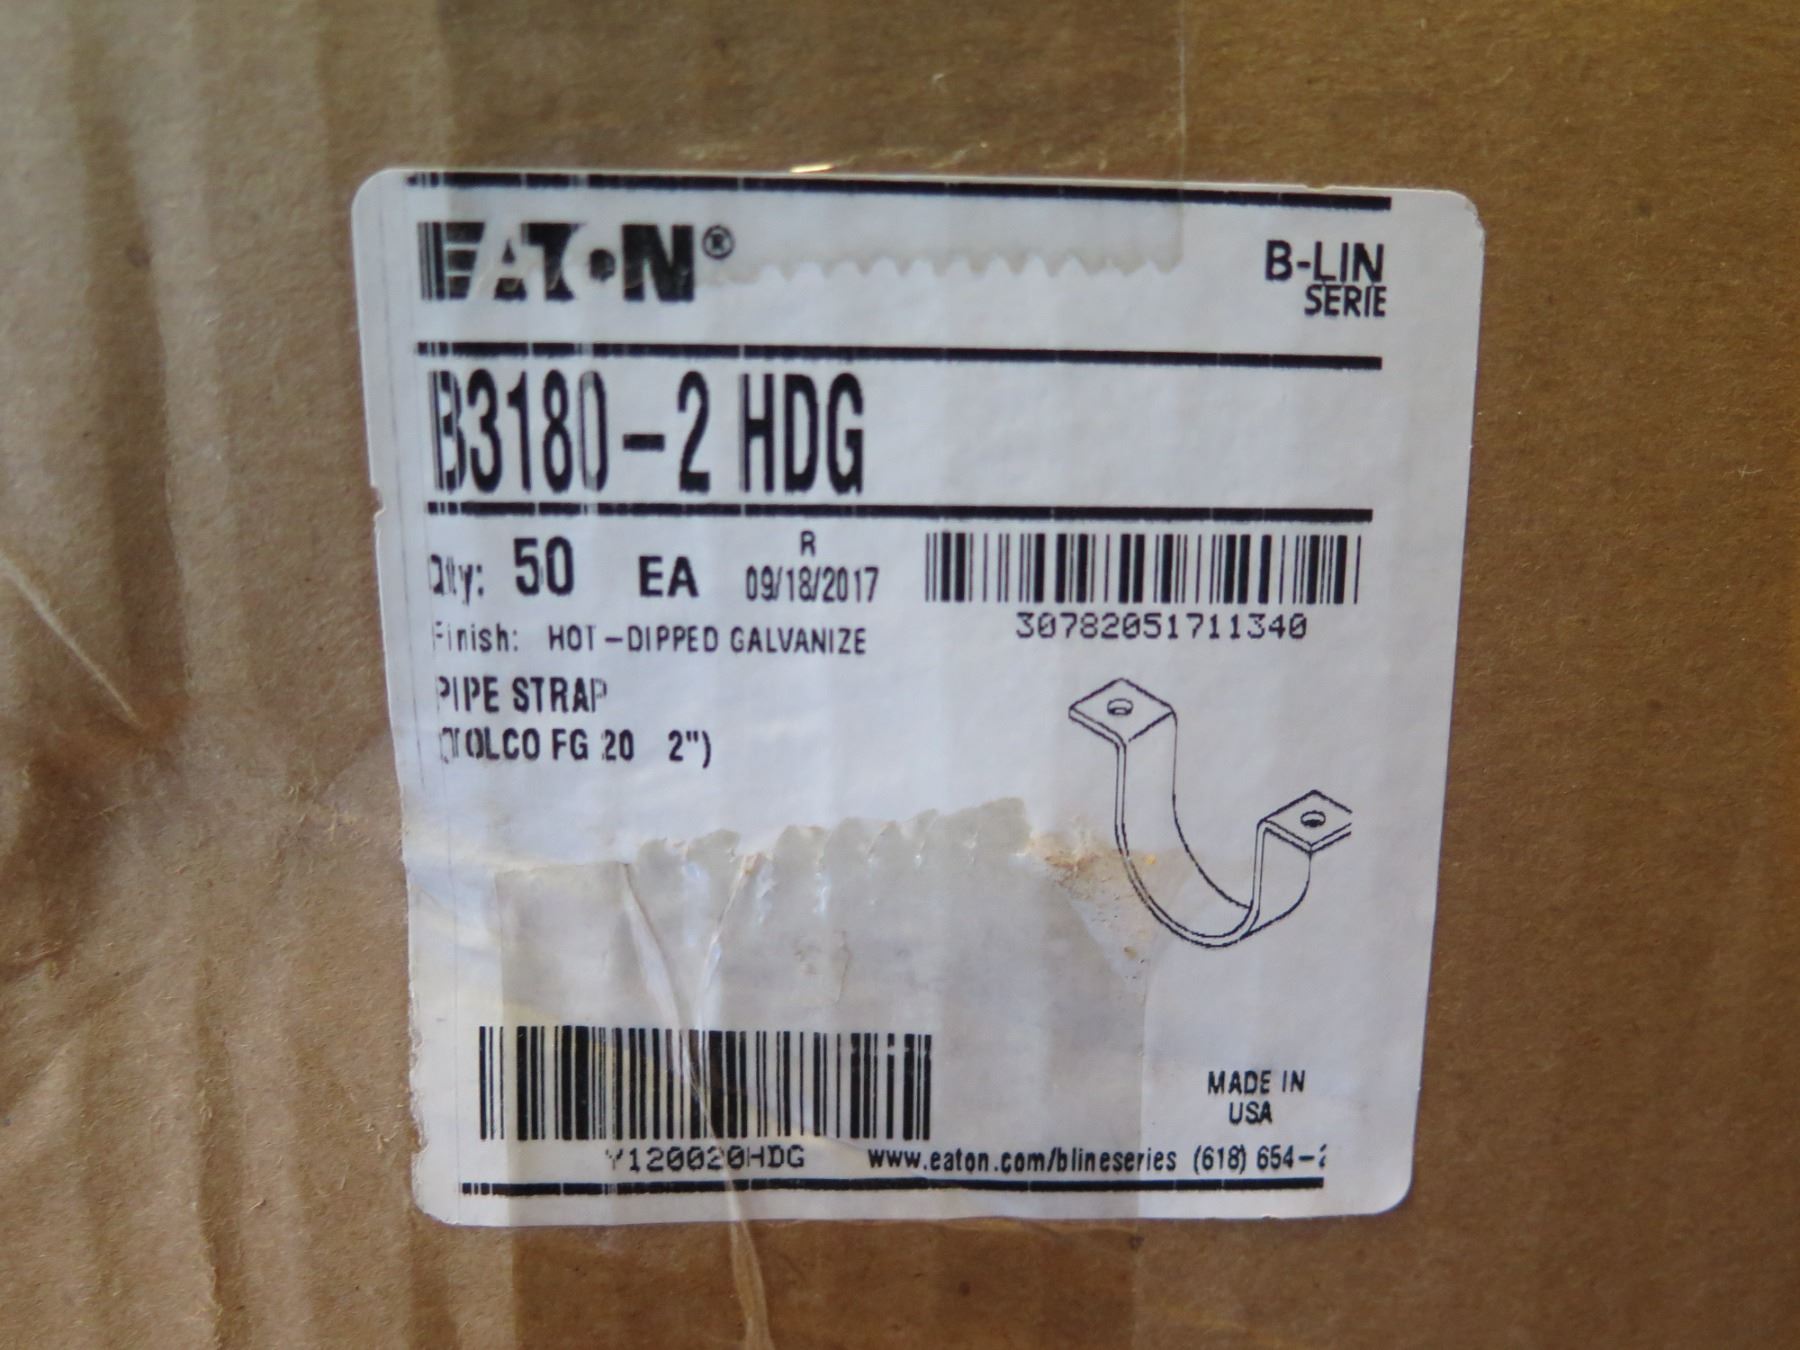 EATON®
B-LIN
SERIE
B3180-2 HDG
Qty: 50 EA R 09/18/2017
30782051711340
Finish: HOT-DIPPED GALVANIZE
PIPE STRAP
(TOLCO FG 20 2")
MADE IN
USA
Y120020HDG
www.eaton.com/blineseries (618) 654-